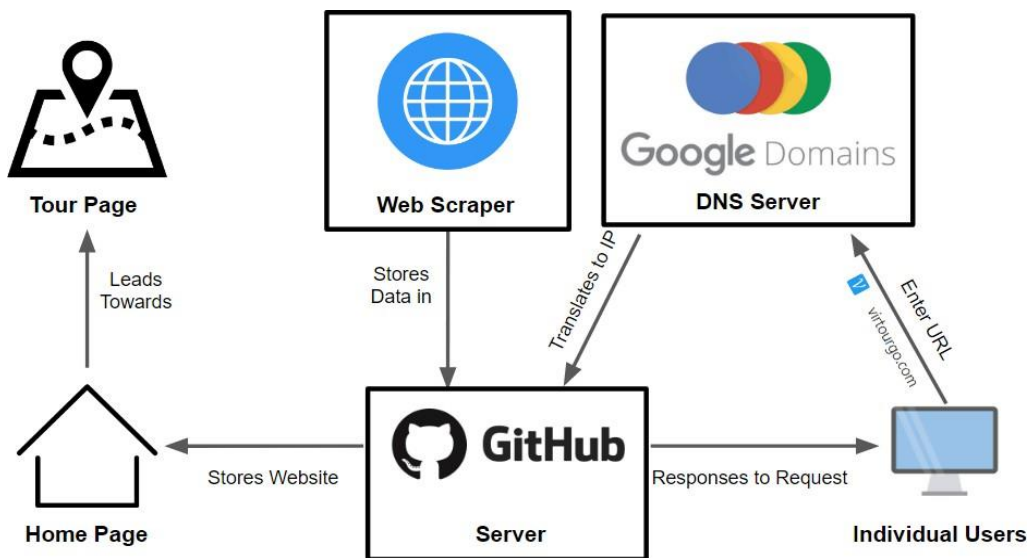 Google Domains
Tour Page
Web Scraper
DNS Server
Leads
Towards
Stores
Data in
Translates to IP
Enter URL
virtourgo.com
GitHub
Stores Website
Responses to Request
Home Page
Server
Individual Users